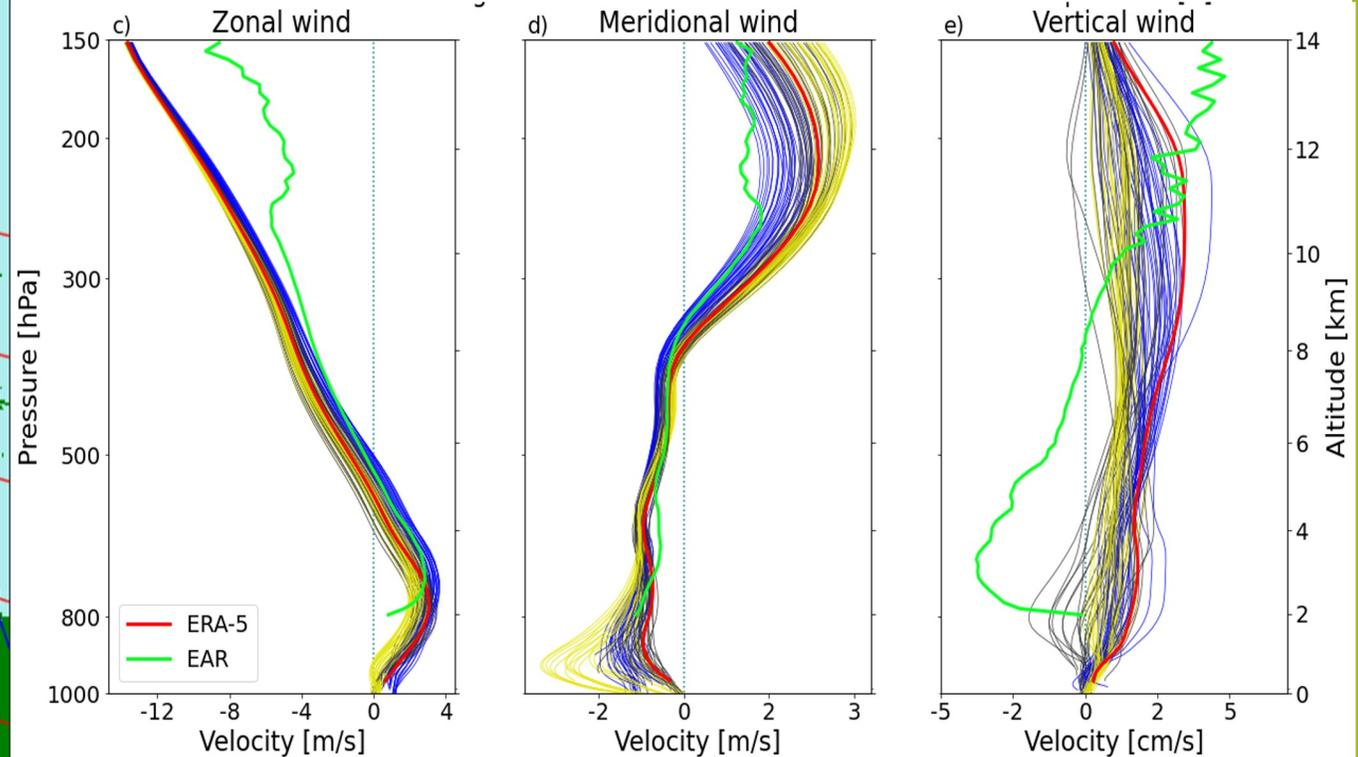 c) Zonal wind
d) Meridional wind
e) Vertical wind
Pressure [hPa]
150
200
300
500
800
1000
-12 -8 -4 0 4
Velocity [m/s]
ERA-5
EAR
-2 0 2 3
Velocity [m/s]
-5 -2 0 2 5
Velocity [cm/s]
14
12
10
8
6
4
2
0
Altitude [km]